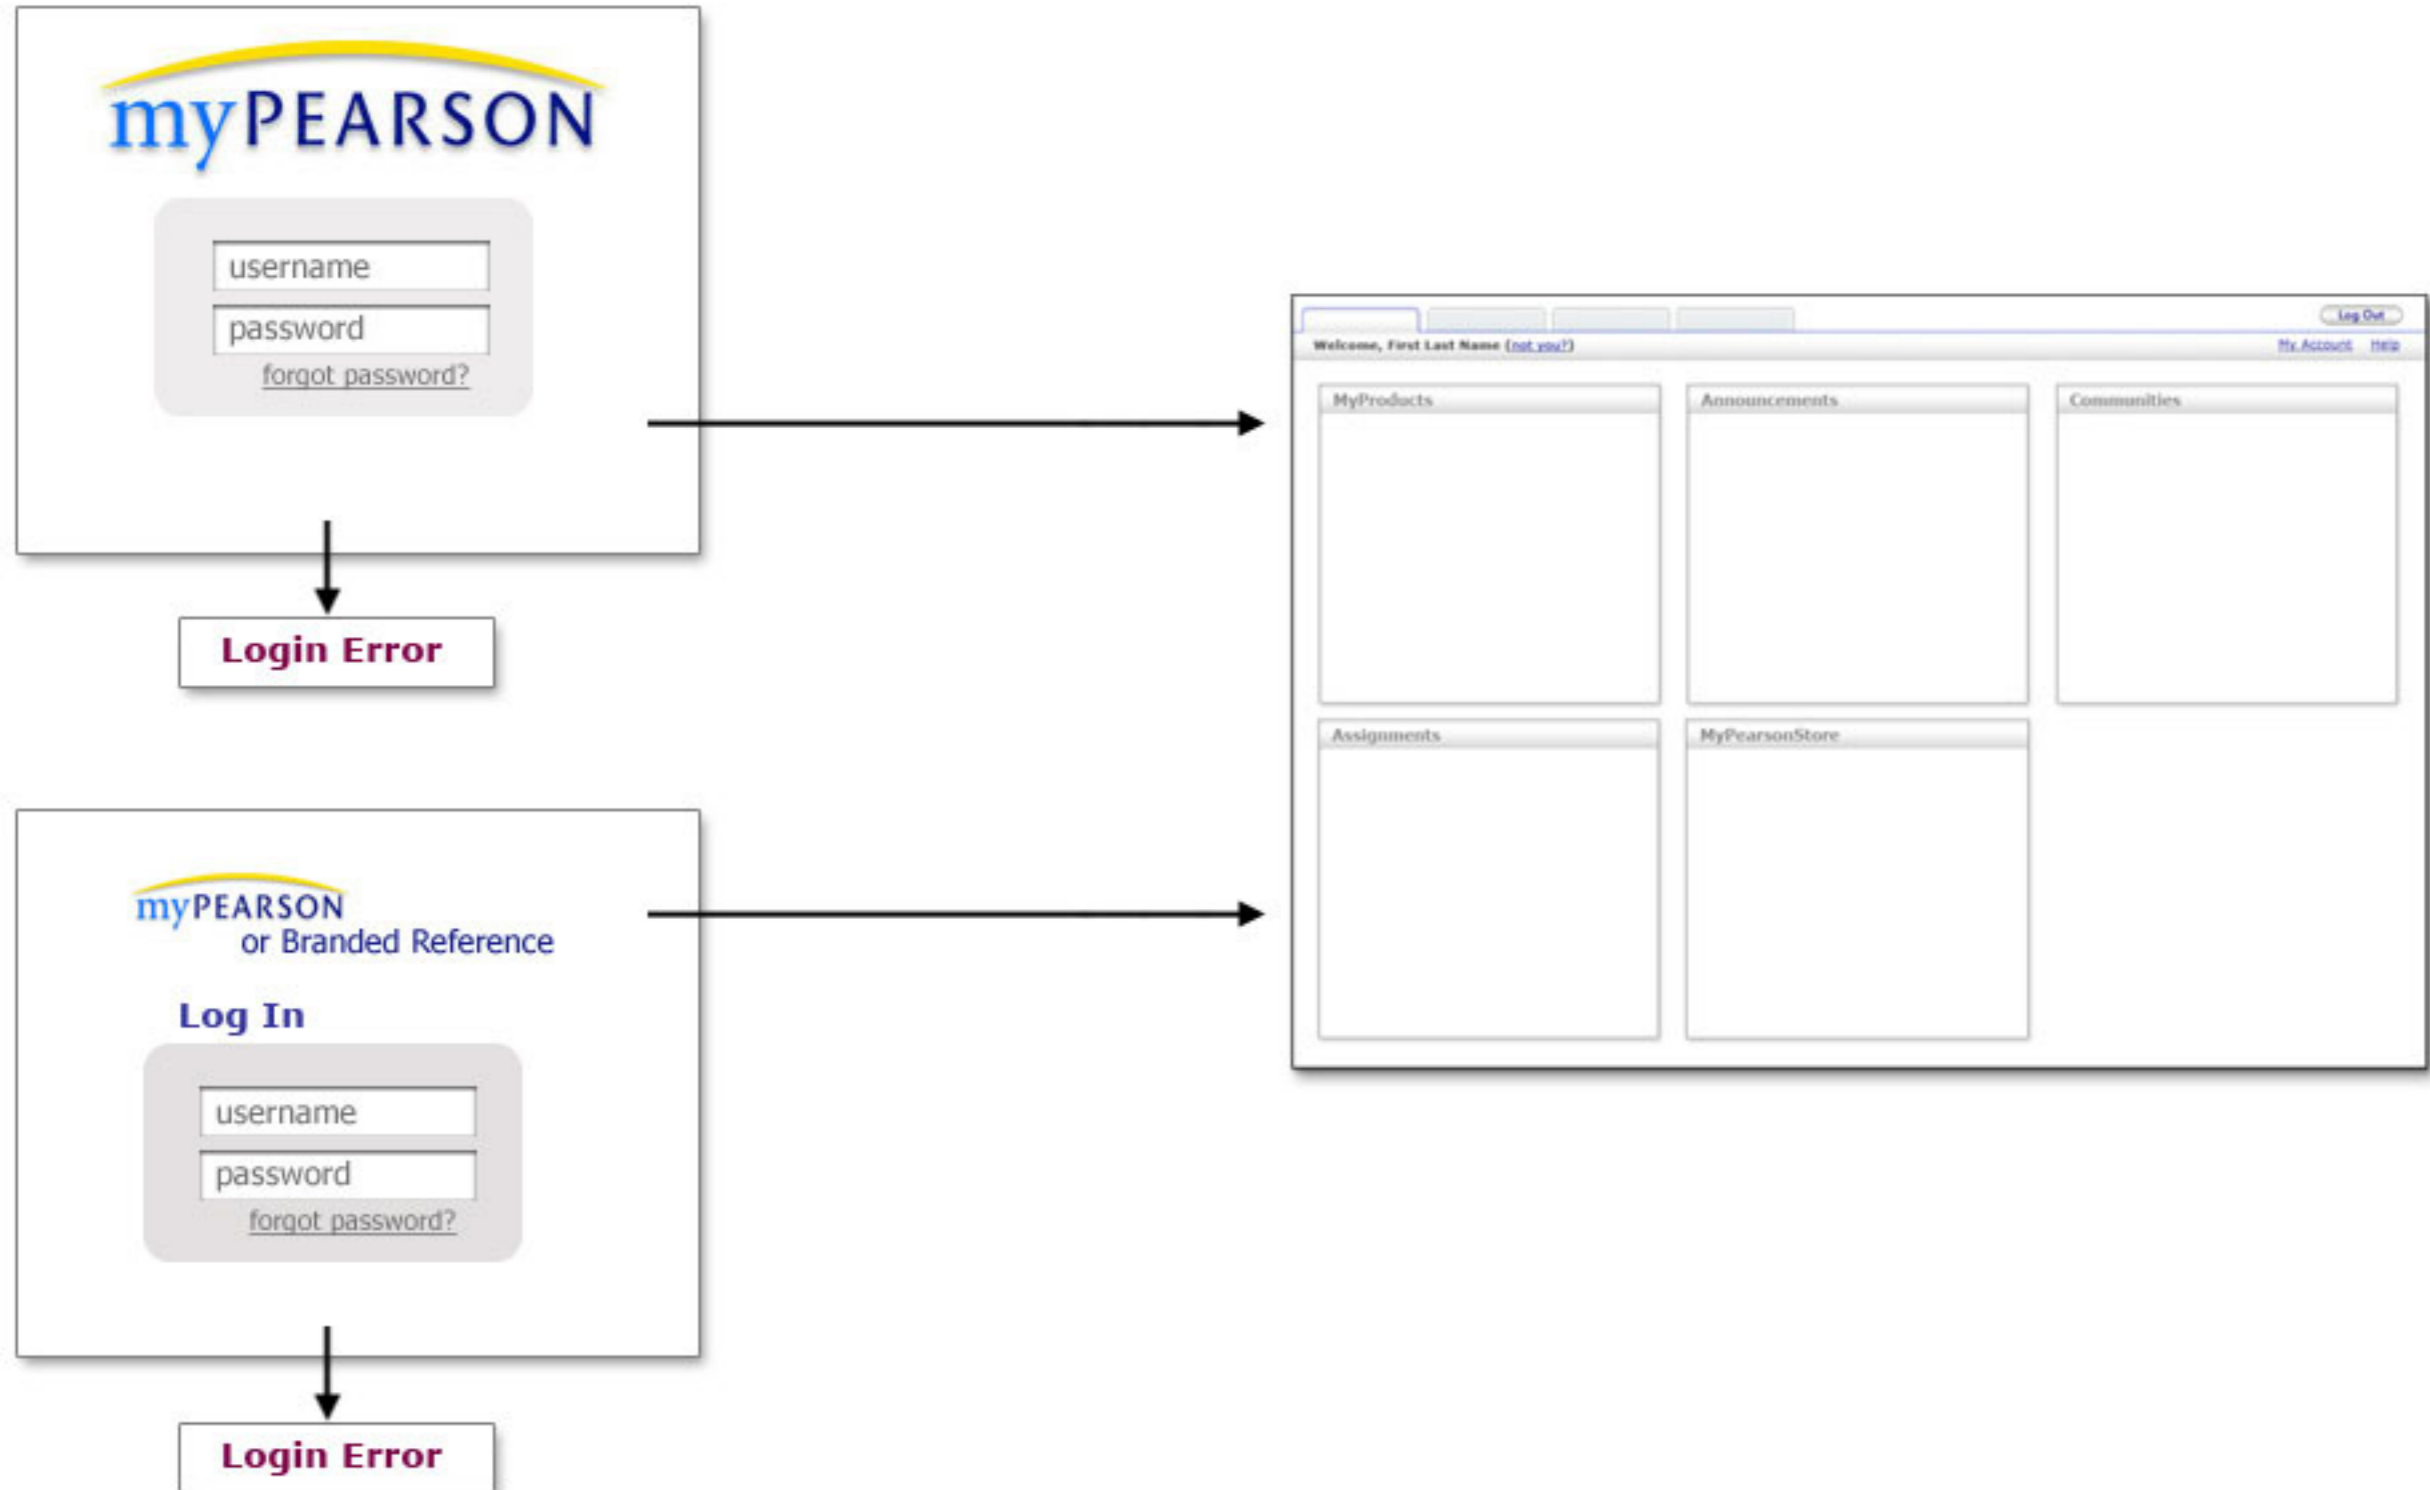 myPEARSON
username
password
forgot password?
Login Error
myPEARSON
or Branded Reference
Log In
username
password
forgot password?
Login Error
Log Out
Welcome, First Last Name (not you?)
My Account Help
MyProducts
Announcements
Communities
Assignments
MyPearsonStore